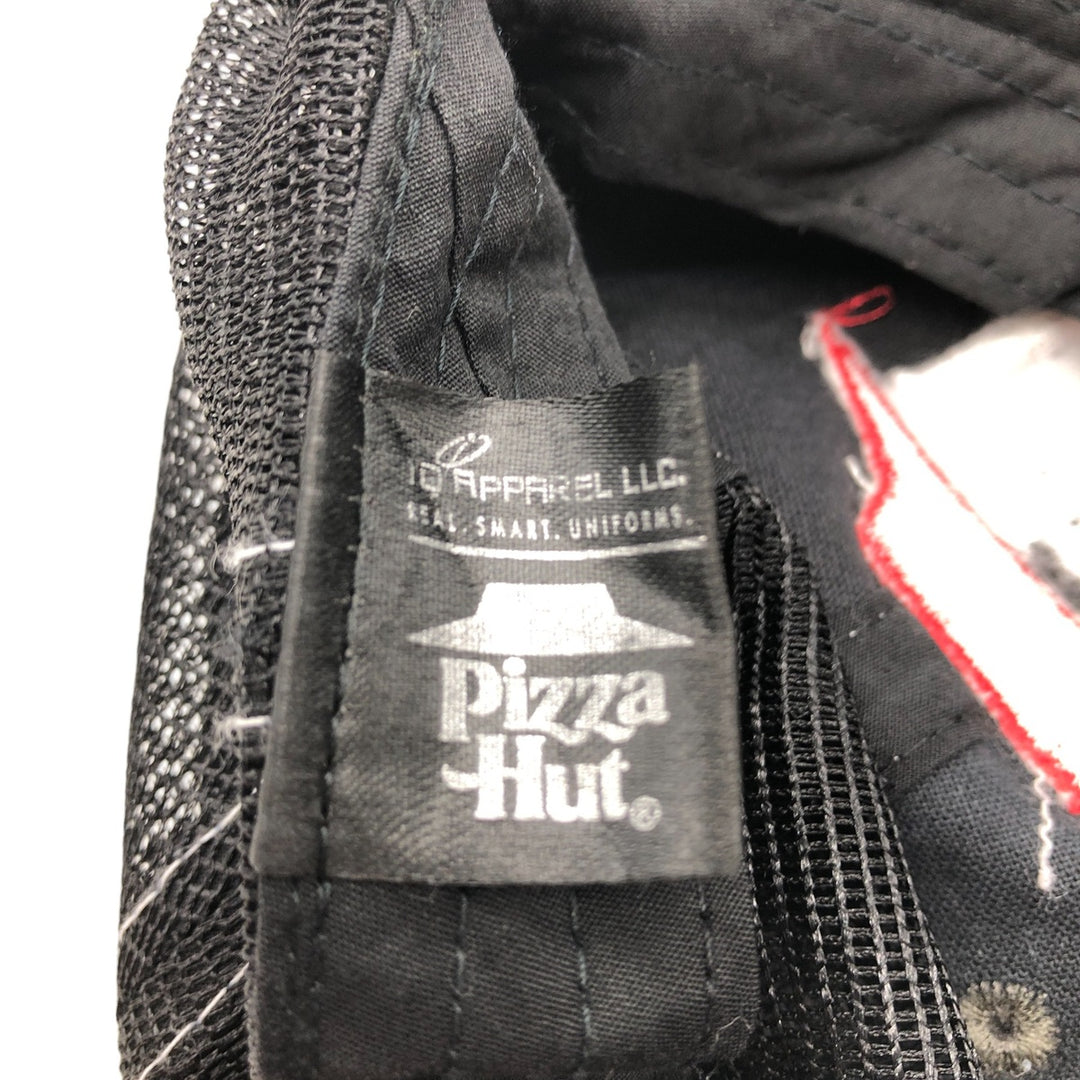 IQ APPAREL LLC.
REAL. SMART. UNIFORMS.
Pizza
Hut®